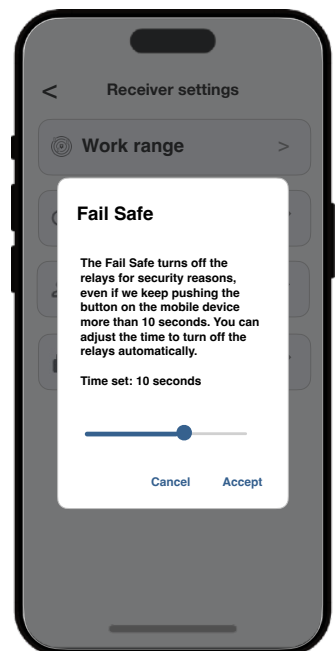 < Receiver settings
Work range >
Fail Safe
The Fail Safe turns off the
relays for security reasons,
even if we keep pushing the
button on the mobile device
more than 10 seconds. You can
adjust the time to turn off the
relays automatically.
Time set: 10 seconds
Cancel Accept